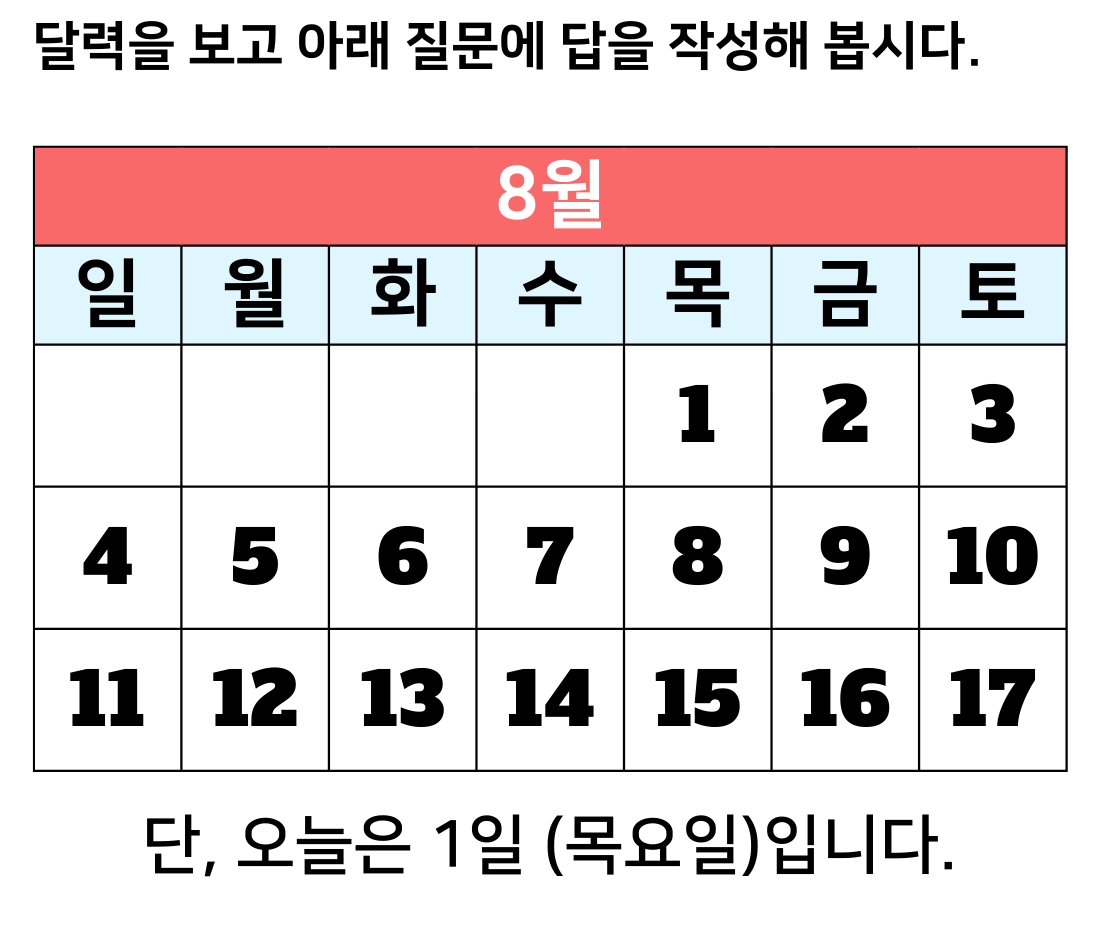 달력을 보고 아래 질문에 답을 작성해 봅시다.
8월
일 월 화 수 목 금 토
1 2 3
4 5 6 7 8 9 10
11 12 13 14 15 16 17
단, 오늘은 1일 (목요일)입니다.